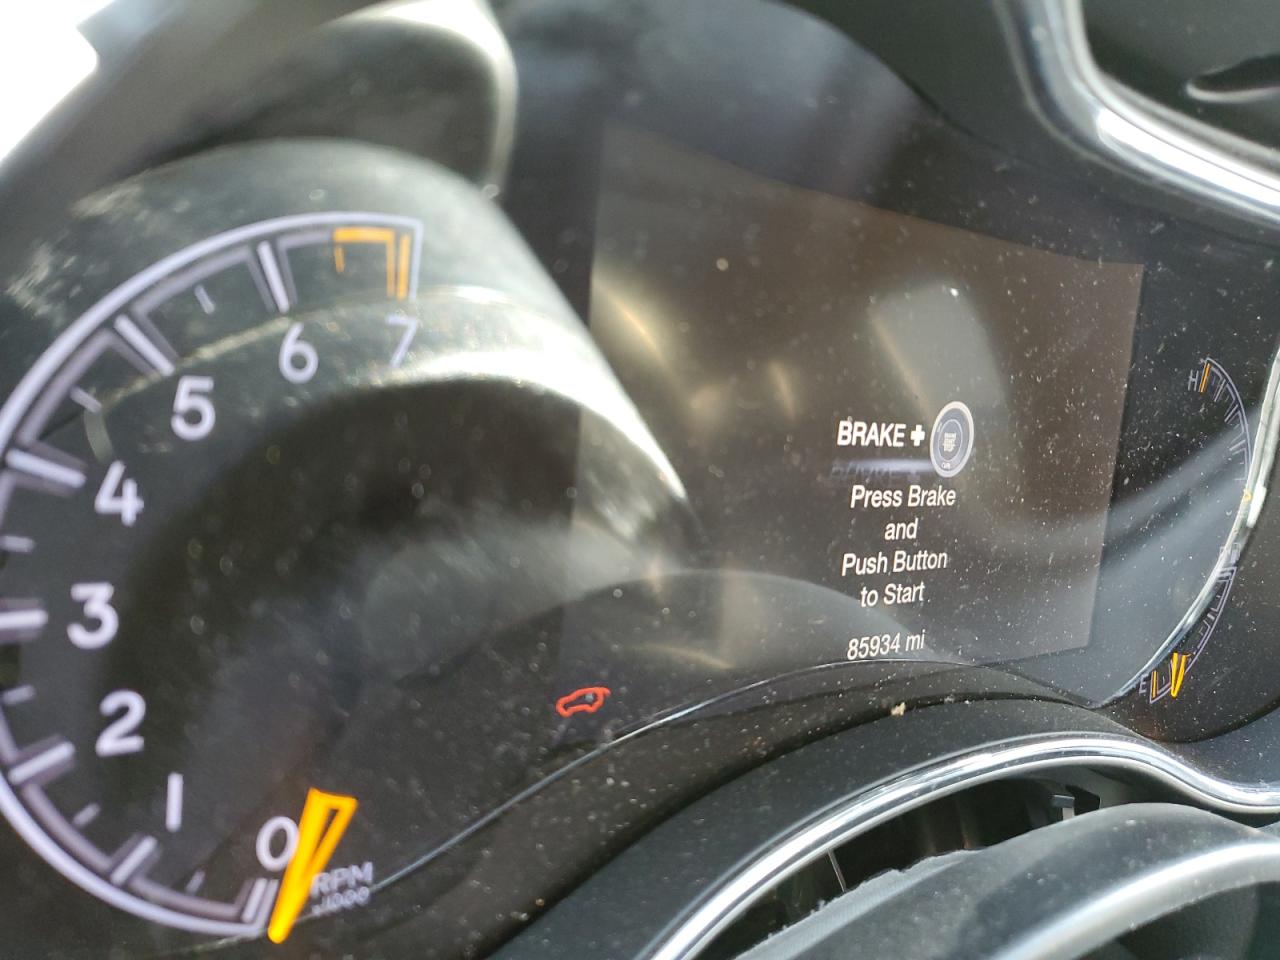 7
6
5
4
3
2
1
0
RPM
x1000
BRAKE +
Press Brake
and
Push Button
to Start
85934 mi
H
E